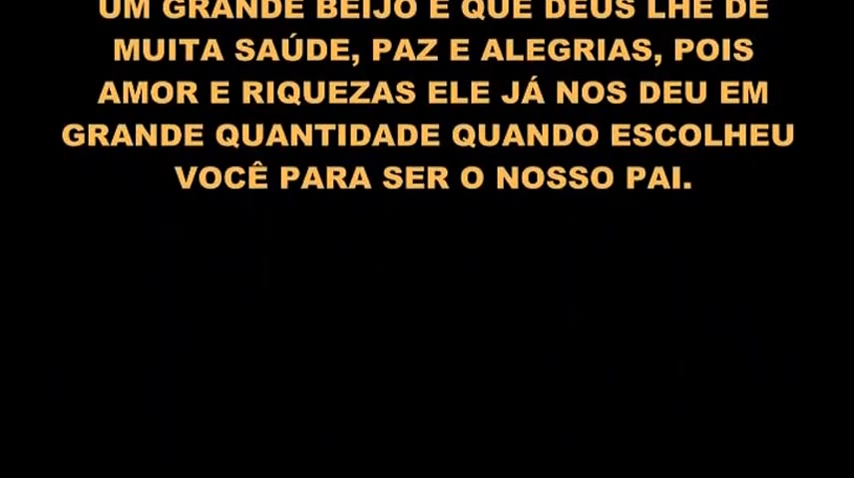 UM GRANDE BEIJO E QUE DEUS LHE DE
MUITA SAÚDE, PAZ E ALEGRIAS, POIS
AMOR E RIQUEZAS ELE JÁ NOS DEU EM
GRANDE QUANTIDADE QUANDO ESCOLHEU
VOCÊ PARA SER O NOSSO PAI.